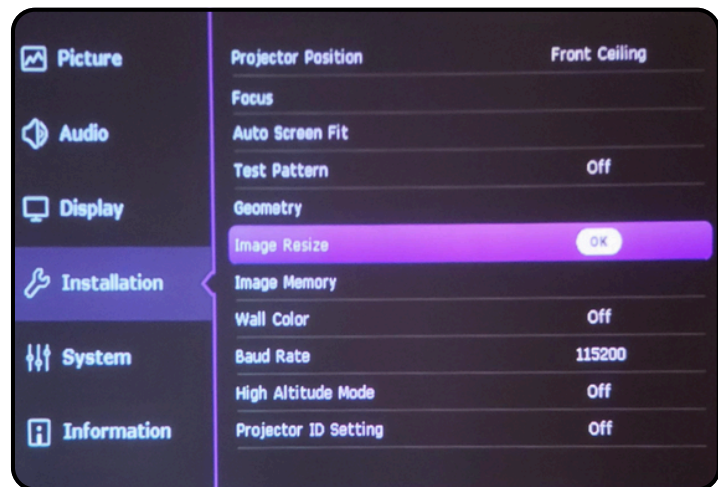 Picture
Audio
Display
Installation
System
Information
Projector Position Front Ceiling
Focus
Auto Screen Fit
Test Pattern Off
Geometry
Image Resize OK
Image Memory
Wall Color Off
Baud Rate 115200
High Altitude Mode Off
Projector ID Setting Off